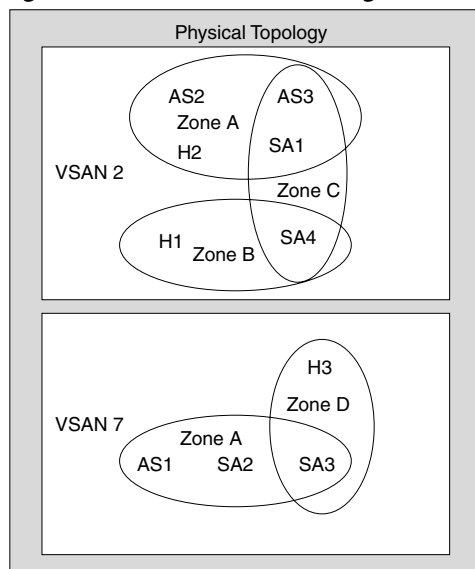 Physical Topology
AS2 AS3
Zone A
H2 SA1
VSAN 2
Zone C
H1 Zone B SA4
H3
Zone D
VSAN 7
Zone A
AS1 SA2 SA3